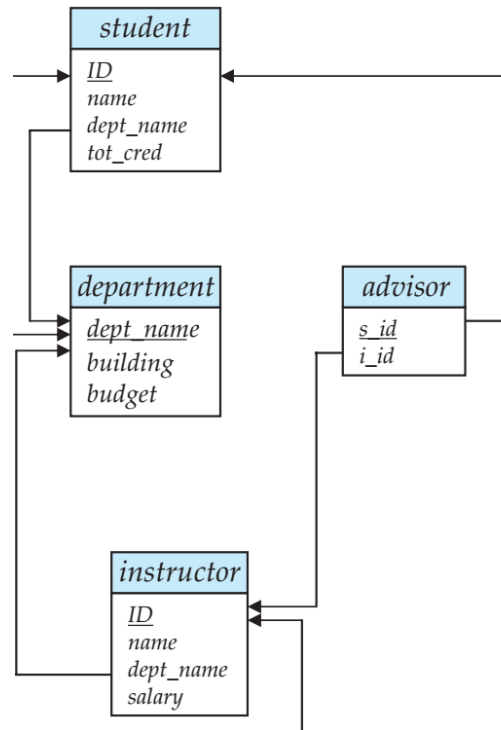 student
ID
name
dept_name
tot_cred
department
dept_name
building
budget
advisor
s_id
i_id
instructor
ID
name
dept_name
salary